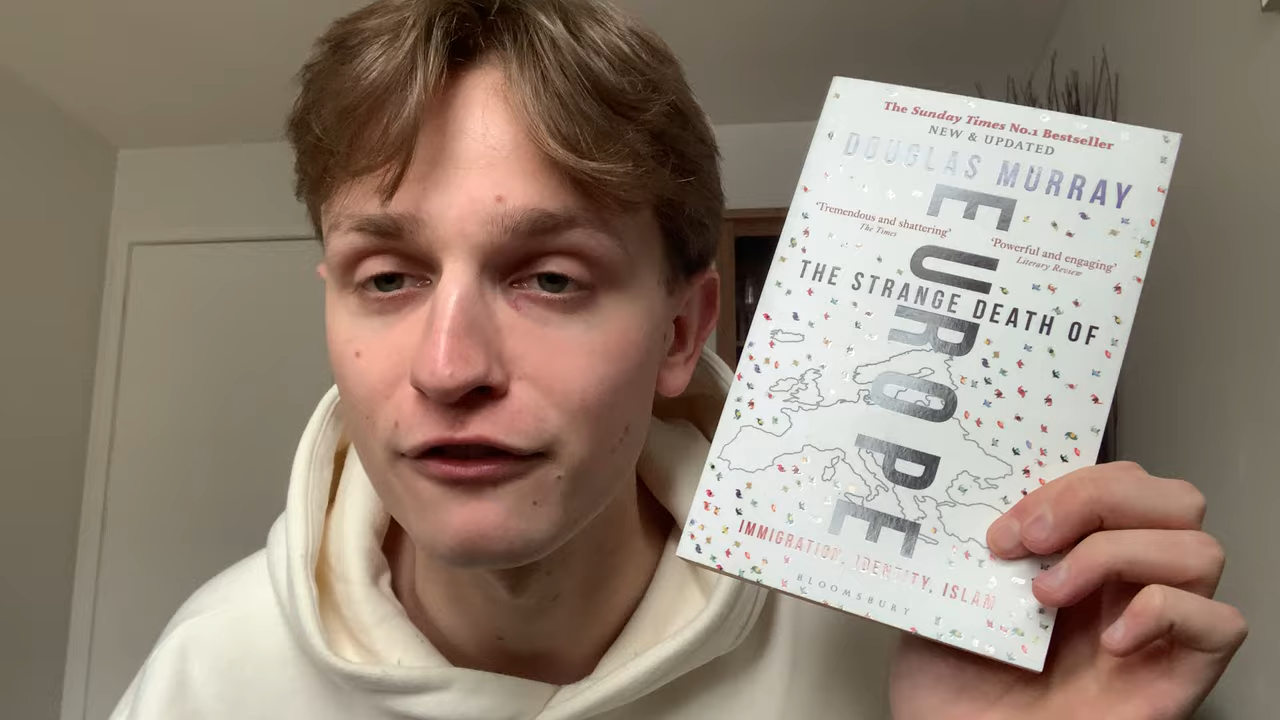 The Sunday Times No.1 Bestseller
NEW & UPDATED
DOUGLAS MURRAY
'Tremendous and shattering'
The Times
'Powerful and engaging'
Literary Review
THE STRANGE DEATH OF
EUROPE
IMMIGRATION, IDENTITY, ISLAM
BLOOMSBURY